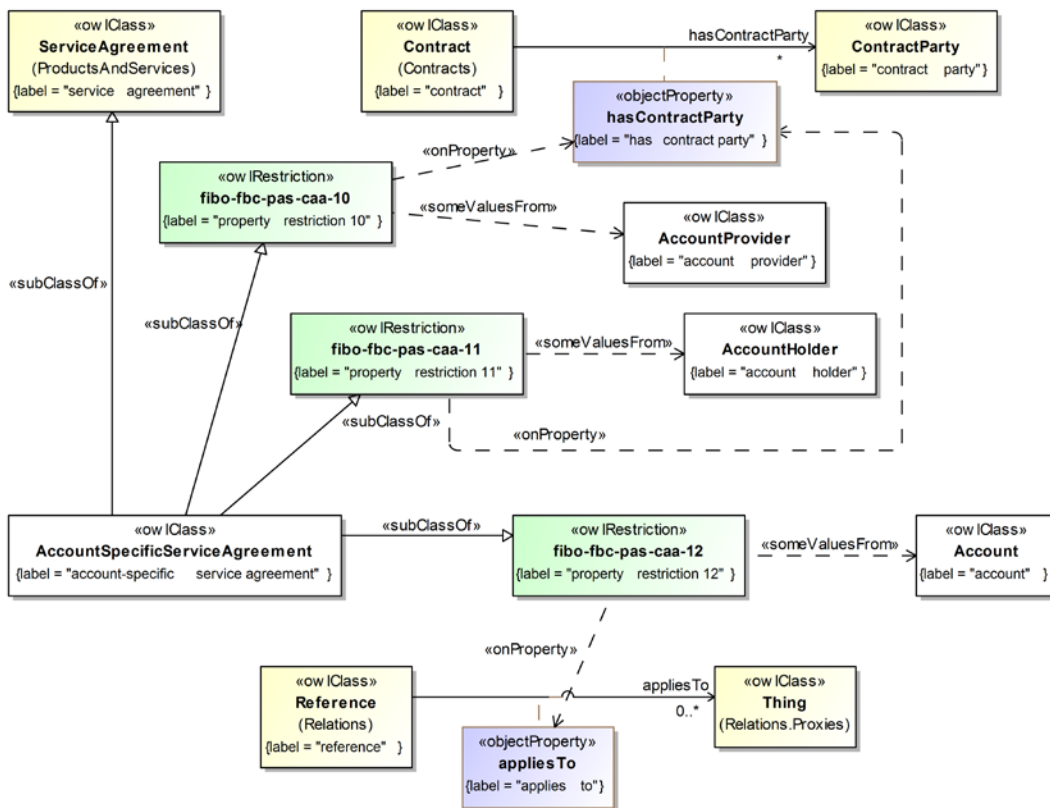 «owlClass»
ServiceAgreement
(ProductsAndServices)
{label = "service agreement" }
«owlClass»
Contract
(Contracts)
{label = "contract" }
hasContractParty
*
«owlClass»
ContractParty
{label = "contract party"}
«objectProperty»
hasContractParty
{label = "has contract party" }
«onProperty»
«owlRestriction»
fibo-fbc-pas-caa-10
{label = "property restriction 10" }
«someValuesFrom»
«owlClass»
AccountProvider
{label = "account provider"}
«subClassOf»
«subClassOf»
«owlRestriction»
fibo-fbc-pas-caa-11
{label = "property restriction 11" }
«someValuesFrom»
«owlClass»
AccountHolder
{label = "account holder"}
«subClassOf»
«onProperty»
«owlClass»
AccountSpecificServiceAgreement
{label = "account-specific service agreement" }
«subClassOf»
«owlRestriction»
fibo-fbc-pas-caa-12
{label = "property restriction 12" }
«someValuesFrom»
«owlClass»
Account
{label = "account" }
«onProperty»
«owlClass»
Reference
(Relations)
{label = "reference" }
appliesTo
0..*
«owlClass»
Thing
(Relations.Proxies)
«objectProperty»
appliesTo
{label = "applies to"}